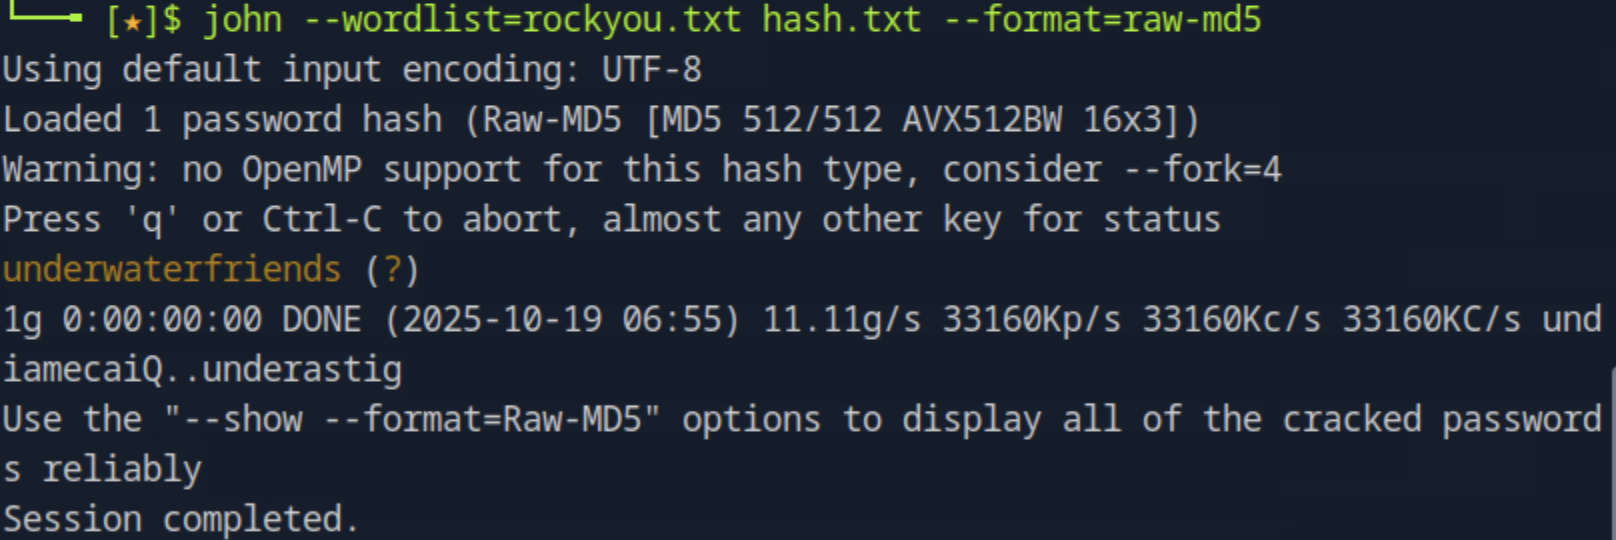 └──╼ [★]$ john --wordlist=rockyou.txt hash.txt --format=raw-md5
Using default input encoding: UTF-8
Loaded 1 password hash (Raw-MD5 [MD5 512/512 AVX512BW 16x3])
Warning: no OpenMP support for this hash type, consider --fork=4
Press 'q' or Ctrl-C to abort, almost any other key for status
underwaterfriends (?)
1g 0:00:00:00 DONE (2025-10-19 06:55) 11.11g/s 33160Kp/s 33160Kc/s 33160KC/s und
iamecaiQ..underastig
Use the "--show --format=Raw-MD5" options to display all of the cracked password
s reliably
Session completed.